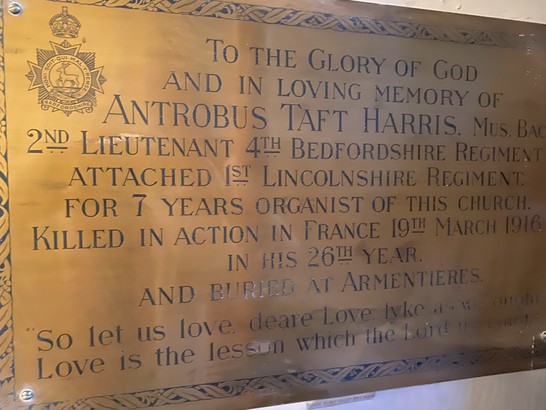 TO THE GLORY OF GOD
AND IN LOVING MEMORY OF
ANTROBUS TAFT HARRIS, MUS. BAC
2ND LIEUTENANT 4TH BEDFORDSHIRE REGIMENT
ATTACHED 1ST LINCOLNSHIRE REGIMENT.
FOR 7 YEARS ORGANIST OF THIS CHURCH.
KILLED IN ACTION IN FRANCE 19TH MARCH 1916
IN HIS 26TH YEAR.
AND BURIED AT ARMENTIERES.
"So let us love, deare Love, lyke as we
Love is the lesson which the Lord